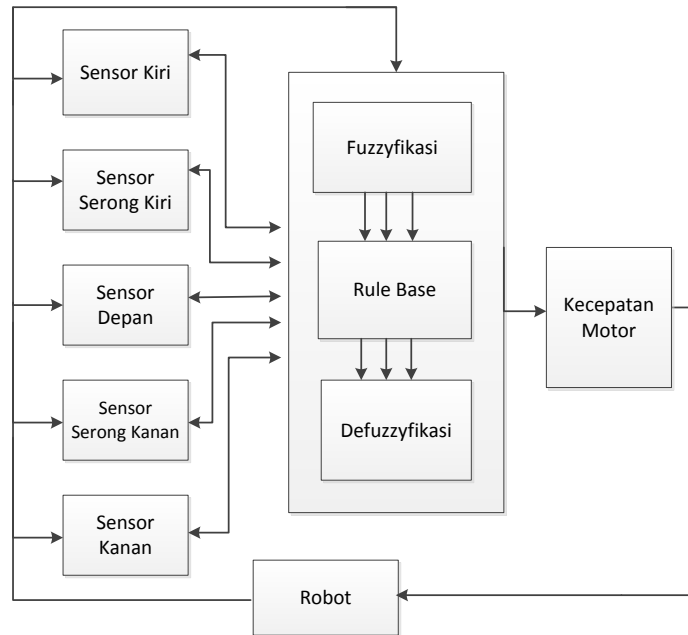 Sensor Kiri
Sensor
Serong Kiri
Sensor
Depan
Sensor
Serong Kanan
Sensor
Kanan
Fuzzyfikasi
Rule Base
Defuzzyfikasi
Kecepatan
Motor
Robot